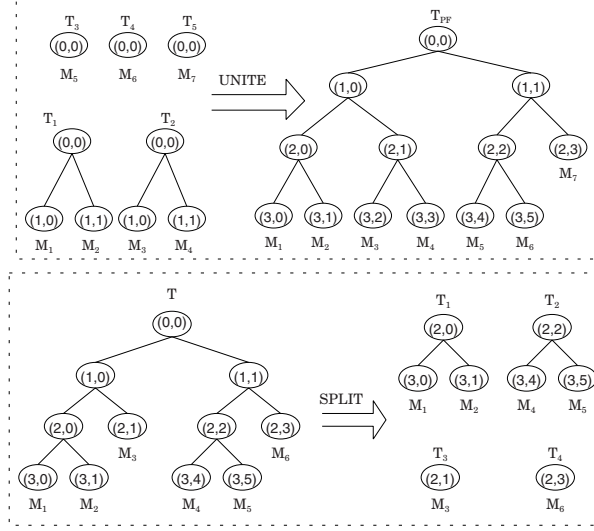 T3 T4 T5 TPF
(0,0) (0,0) (0,0) (0,0)
M5 M6 M7 UNITE
(1,0) (1,1)
T1 T2
(0,0) (0,0) (2,0) (2,1) (2,2) (2,3)
M7
(1,0) (1,1) (1,0) (1,1) (3,0) (3,1) (3,2) (3,3) (3,4) (3,5)
M1 M2 M3 M4 M1 M2 M3 M4 M5 M6
T T1 T2
(0,0) (2,0) (2,2)
(1,0) (1,1) (3,0) (3,1) (3,4) (3,5)
SPLIT M1 M2 M4 M5
(2,0) (2,1) (2,2) (2,3)
M3 M6 T3 T4
(3,0) (3,1) (3,4) (3,5) (2,1) (2,3)
M1 M2 M4 M5 M3 M6